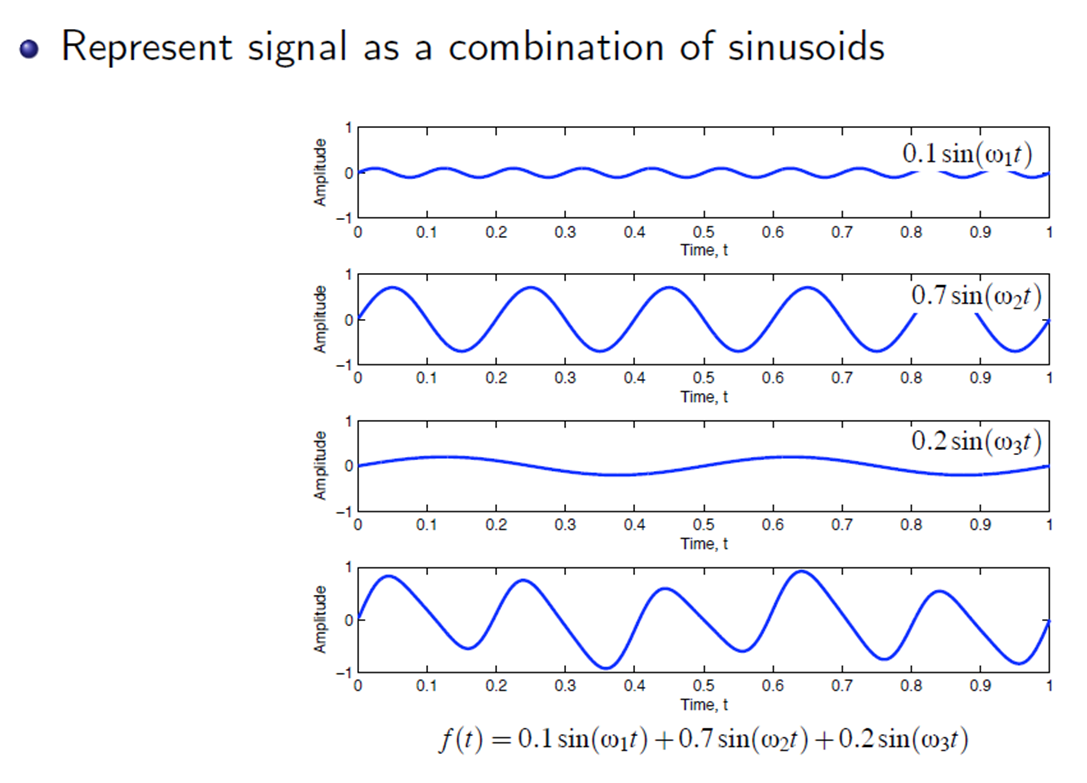 Represent signal as a combination of sinusoids
1
0.1 sin(ω₁t)
Amplitude
0
−1
0 0.1 0.2 0.3 0.4 0.5 0.6 0.7 0.8 0.9 1
Time, t
1
0.7 sin(ω₂t)
Amplitude
0
−1
0 0.1 0.2 0.3 0.4 0.5 0.6 0.7 0.8 0.9 1
Time, t
1
0.2 sin(ω₃t)
Amplitude
0
−1
0 0.1 0.2 0.3 0.4 0.5 0.6 0.7 0.8 0.9 1
Time, t
1
Amplitude
0
−1
0 0.1 0.2 0.3 0.4 0.5 0.6 0.7 0.8 0.9 1
Time, t
f(t) = 0.1 sin(ω₁t) + 0.7 sin(ω₂t) + 0.2 sin(ω₃t)